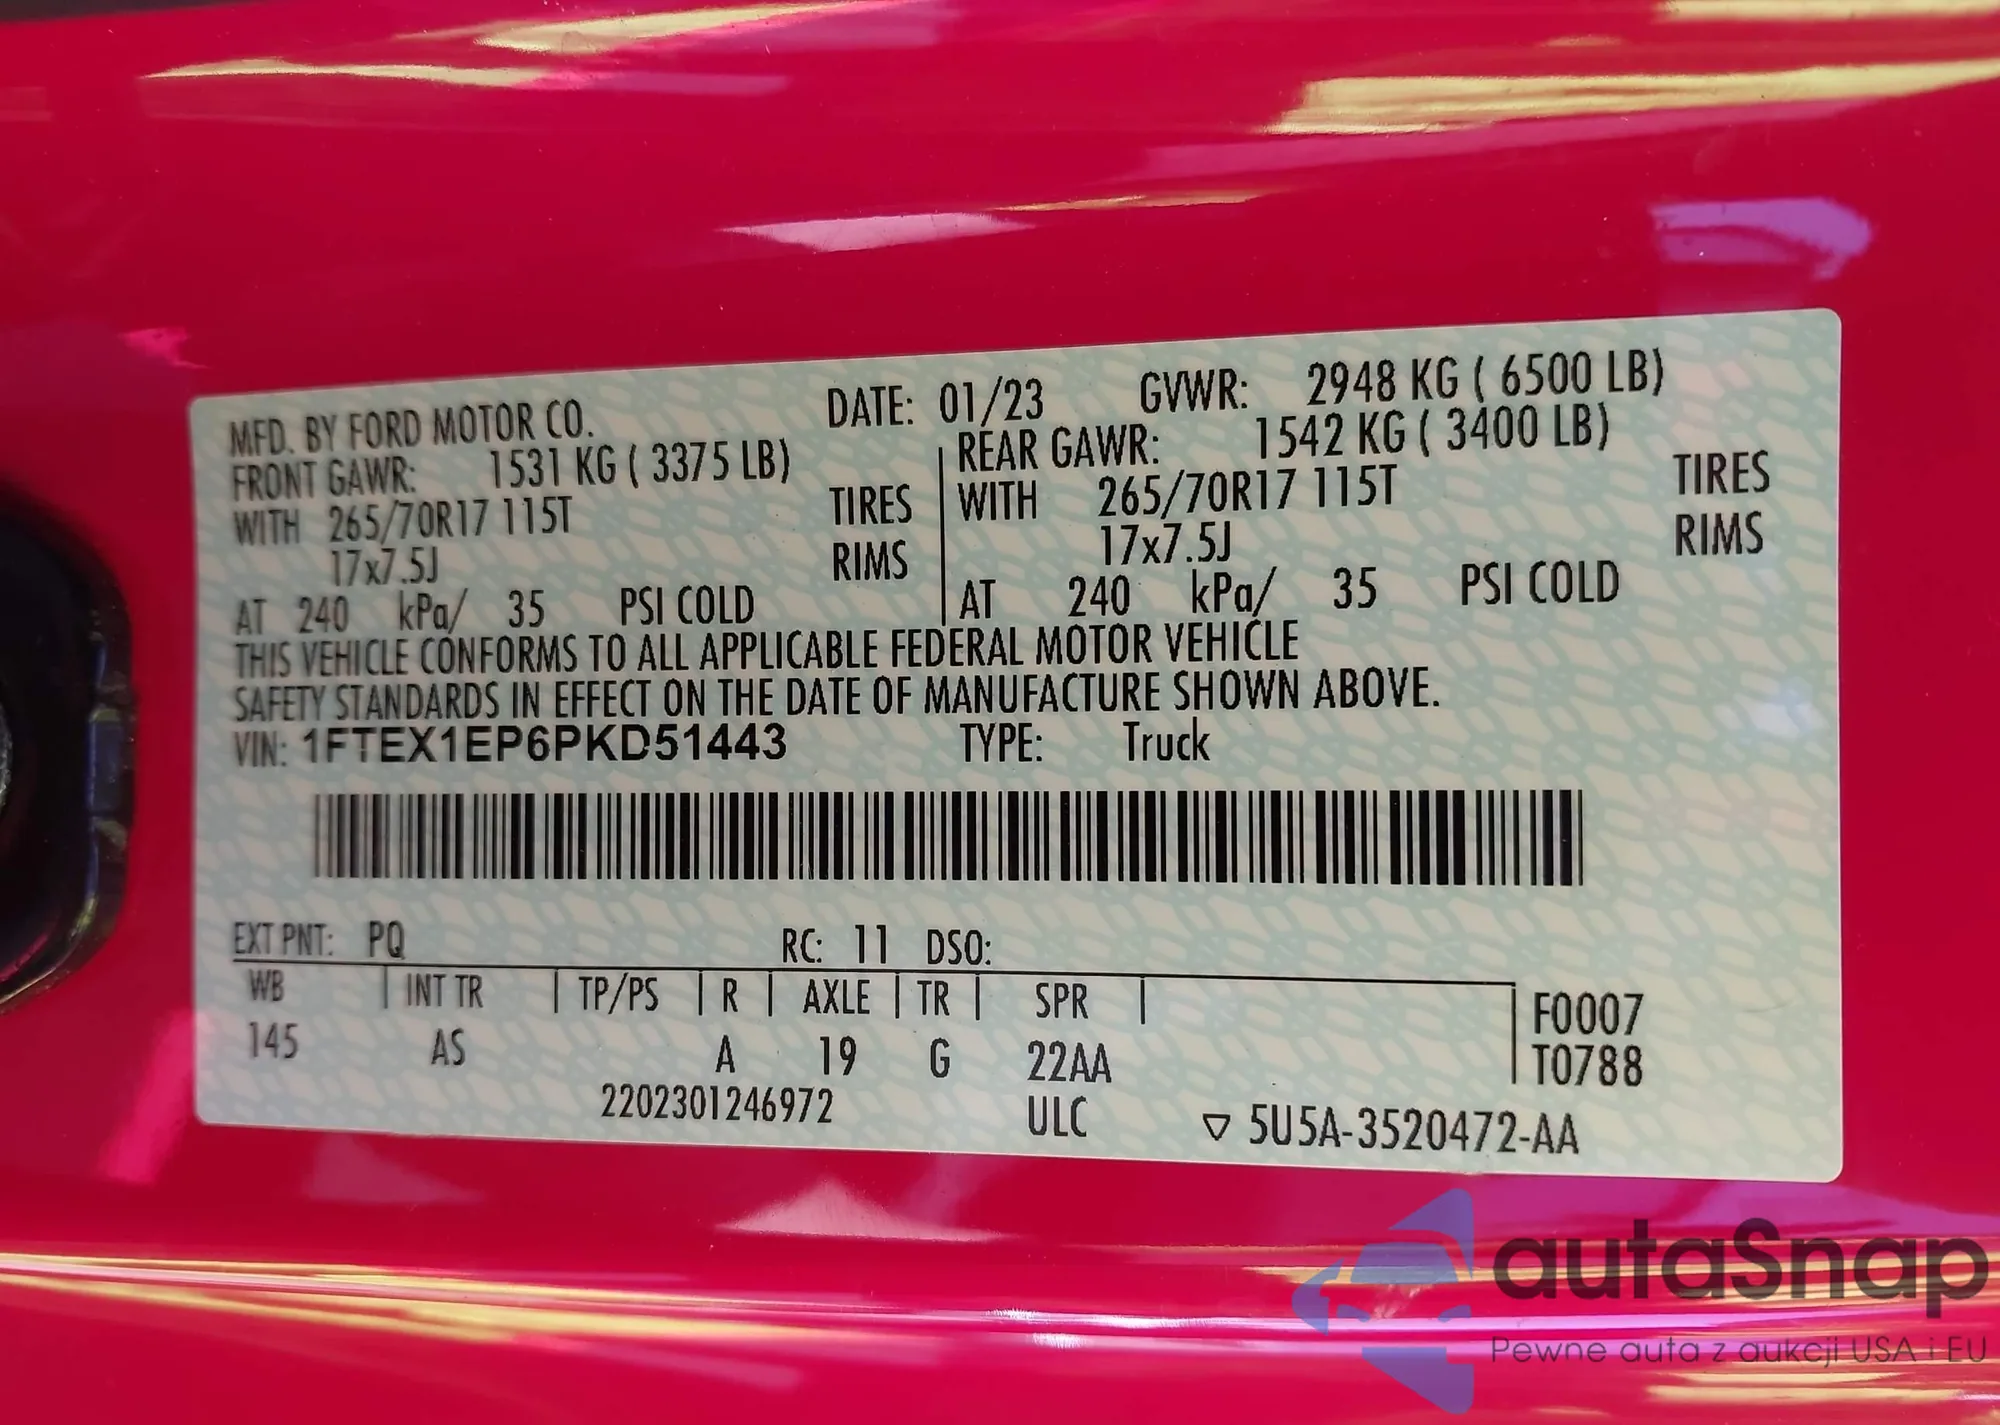 MFD. BY FORD MOTOR CO. DATE: 01/23 GVWR: 2948 KG ( 6500 LB)
FRONT GAWR: 1531 KG ( 3375 LB) REAR GAWR: 1542 KG ( 3400 LB)
WITH 265/70R17 115T TIRES WITH 265/70R17 115T TIRES
17x7.5J RIMS 17x7.5J RIMS
AT 240 kPa/ 35 PSI COLD AT 240 kPa/ 35 PSI COLD
THIS VEHICLE CONFORMS TO ALL APPLICABLE FEDERAL MOTOR VEHICLE
SAFETY STANDARDS IN EFFECT ON THE DATE OF MANUFACTURE SHOWN ABOVE.
VIN: 1FTEX1EP6PKD51443 TYPE: Truck
EXT PNT: PQ RC: 11 DSO:
WB INT TR TP/PS R AXLE TR SPR F0007
145 AS A 19 G 22AA T0788
2202301246972 ULC ▽ 5U5A-3520472-AA
autaSnap
Pewne auta z aukcji USA i EU